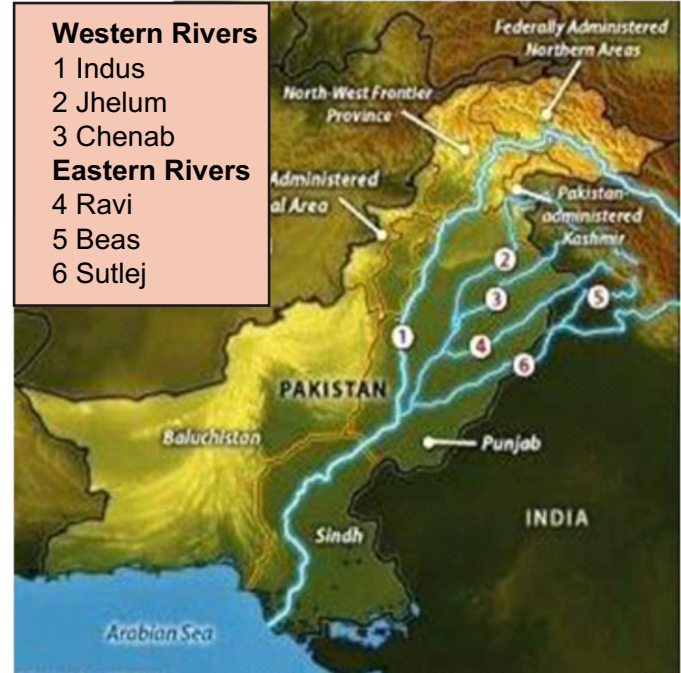 Western Rivers
1 Indus
2 Jhelum
3 Chenab
Eastern Rivers
4 Ravi
5 Beas
6 Sutlej
Federally Administered
Northern Areas
North-West Frontier
Province
Administered
al Area
Pakistan-
administered
Kashmir
2
3
5
1
4
6
PAKISTAN
Baluchistan
Punjab
INDIA
Sindh
Arabian Sea